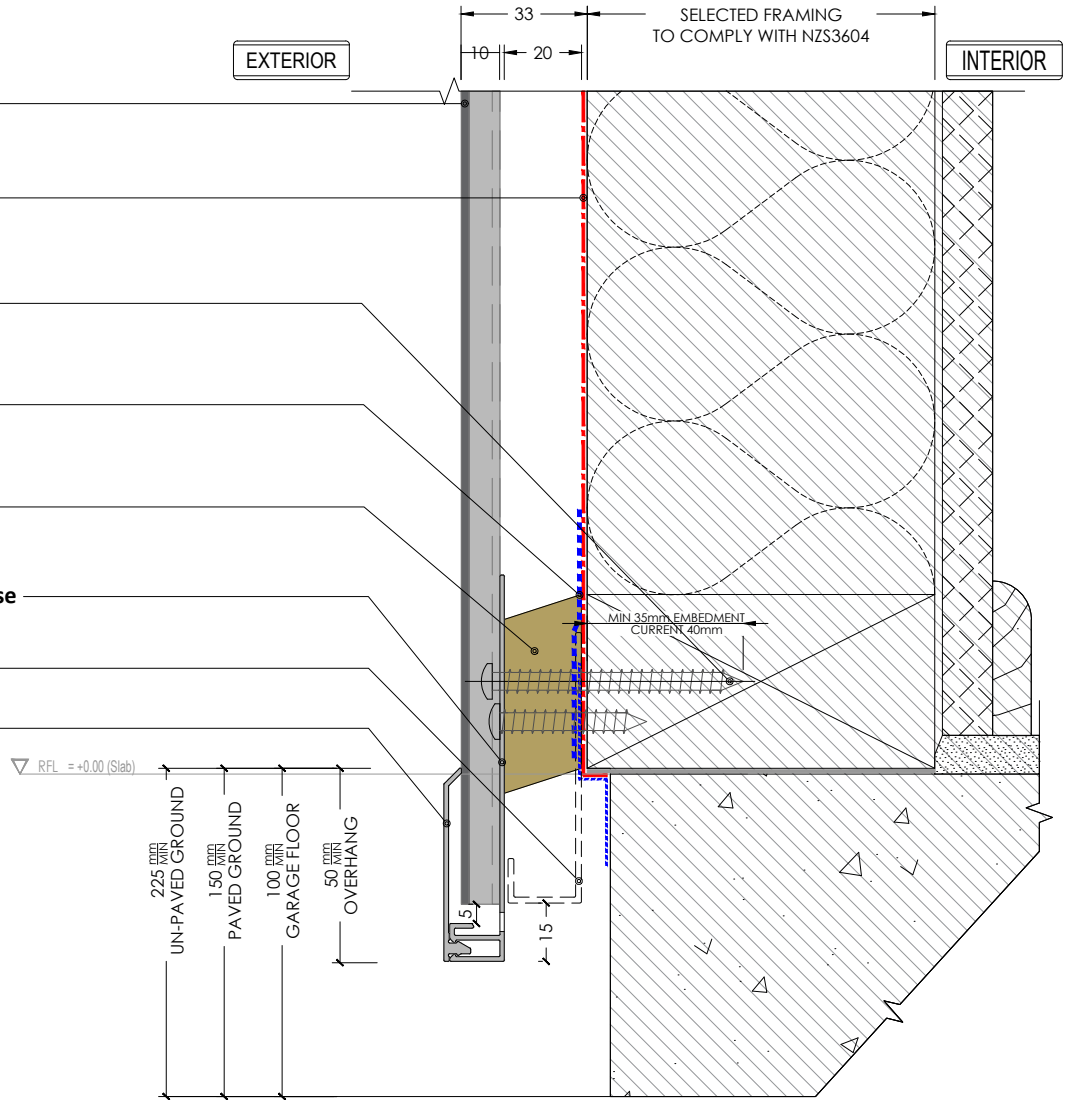 33
SELECTED FRAMING
TO COMPLY WITH NZS3604
10
20
EXTERIOR
INTERIOR
se
MIN 35mm EMBEDMENT
CURRENT 40mm
RFL = +0.00 (Slab)
225 mm MIN
UN-PAVED GROUND
150 mm MIN
PAVED GROUND
100 mm MIN
GARAGE FLOOR
50 mm MIN
OVERHANG
5
15